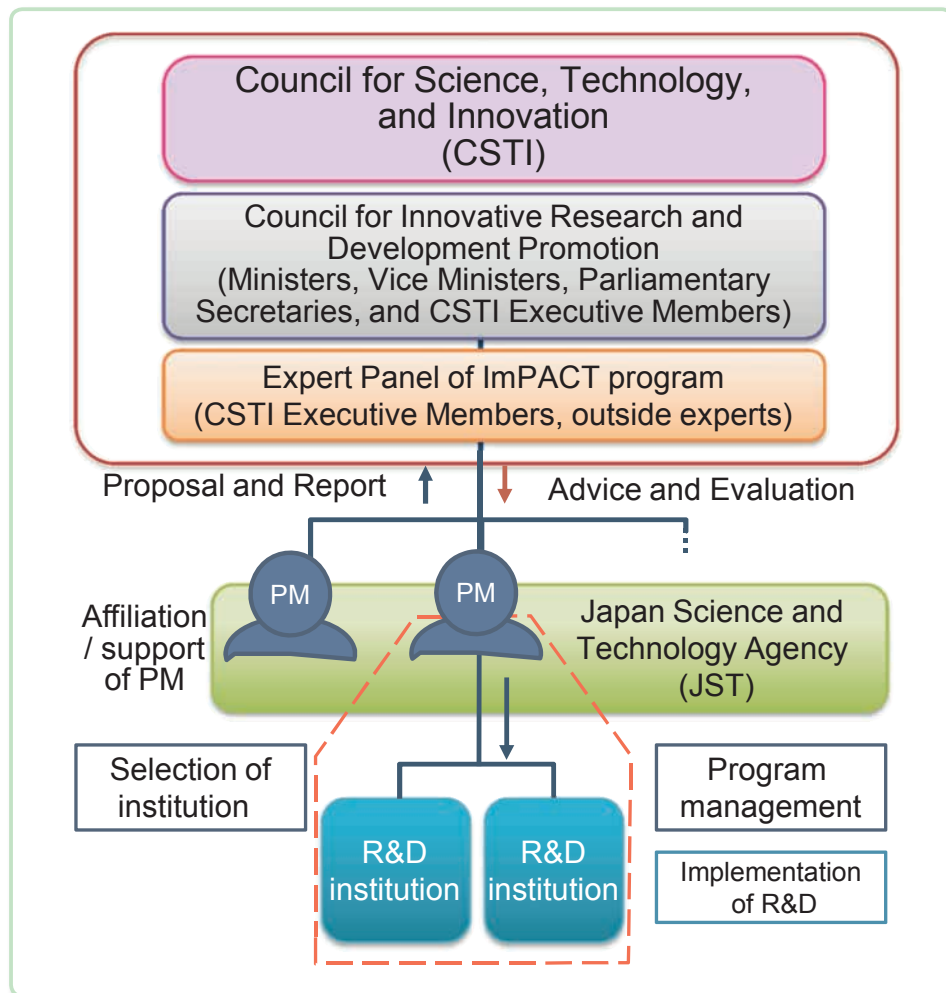 Council for Science, Technology,
and Innovation
(CSTI)
Council for Innovative Research and
Development Promotion
(Ministers, Vice Ministers, Parliamentary
Secretaries, and CSTI Executive Members)
Expert Panel of ImPACT program
(CSTI Executive Members, outside experts)
Proposal and Report
Advice and Evaluation
PM
PM
Affiliation
/ support
of PM
Japan Science and
Technology Agency
(JST)
Selection of
institution
Program
management
R&D
institution
R&D
institution
Implementation
of R&D